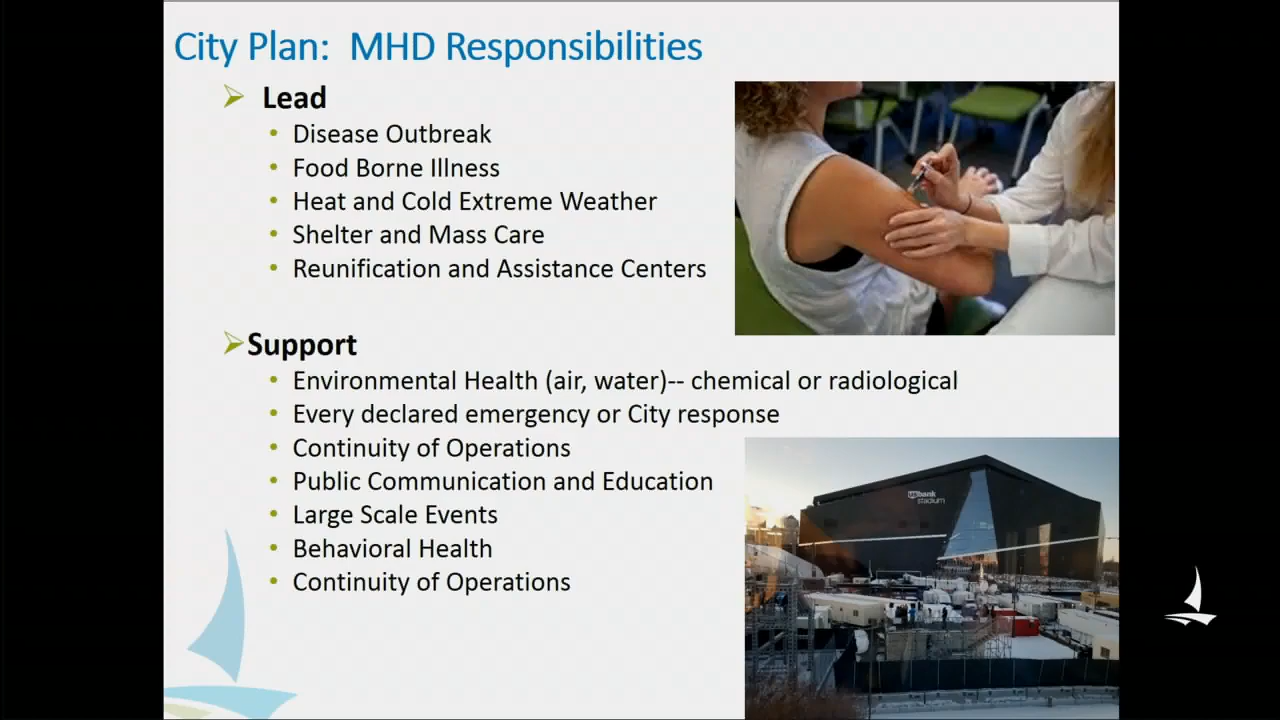 City Plan: MHD Responsibilities
Lead
Disease Outbreak
Food Borne Illness
Heat and Cold Extreme Weather
Shelter and Mass Care
Reunification and Assistance Centers
Support
Environmental Health (air, water)-- chemical or radiological
Every declared emergency or City response
Continuity of Operations
Public Communication and Education
Large Scale Events
Behavioral Health
Continuity of Operations
usbank
stadium